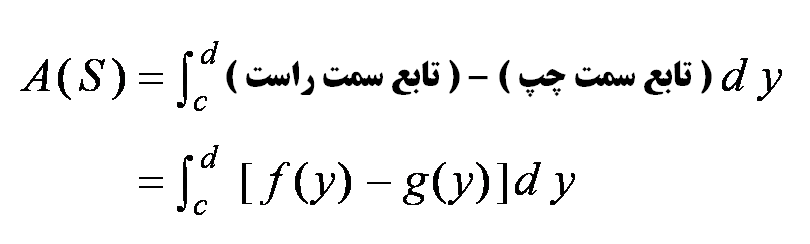 A(S) = ∫_c^d ( تابع سمت راست ) − ( تابع سمت چپ ) d y
= ∫_c^d [ f(y) − g(y)] d y